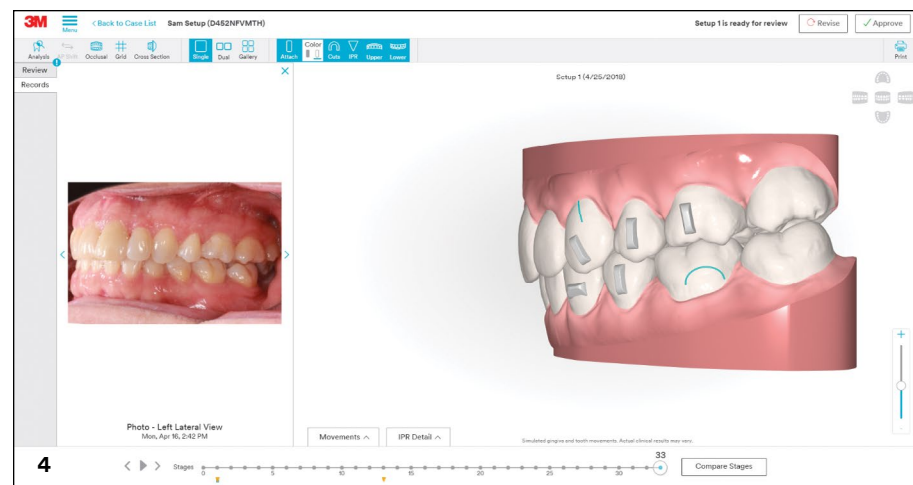 3M
Menu
< Back to Case List Sam Setup (D452NFVMTH)
Setup 1 is ready for review
Revise
Approve
Analysis
Occlusal
Grid
Cross Section
Single
Dual
Gallery
Attach
Color
Cuts
IPR
Upper
Lower
Print
Review
Records
Setup 1 (4/25/2018)
Photo - Left Lateral View
Mon, Apr 16, 2:42 PM
Movements
IPR Detail
Simulated gingiva and tooth movements. Actual clinical results may vary.
4
Stages
0 5 10 15 20 25 30
33
Compare Stages